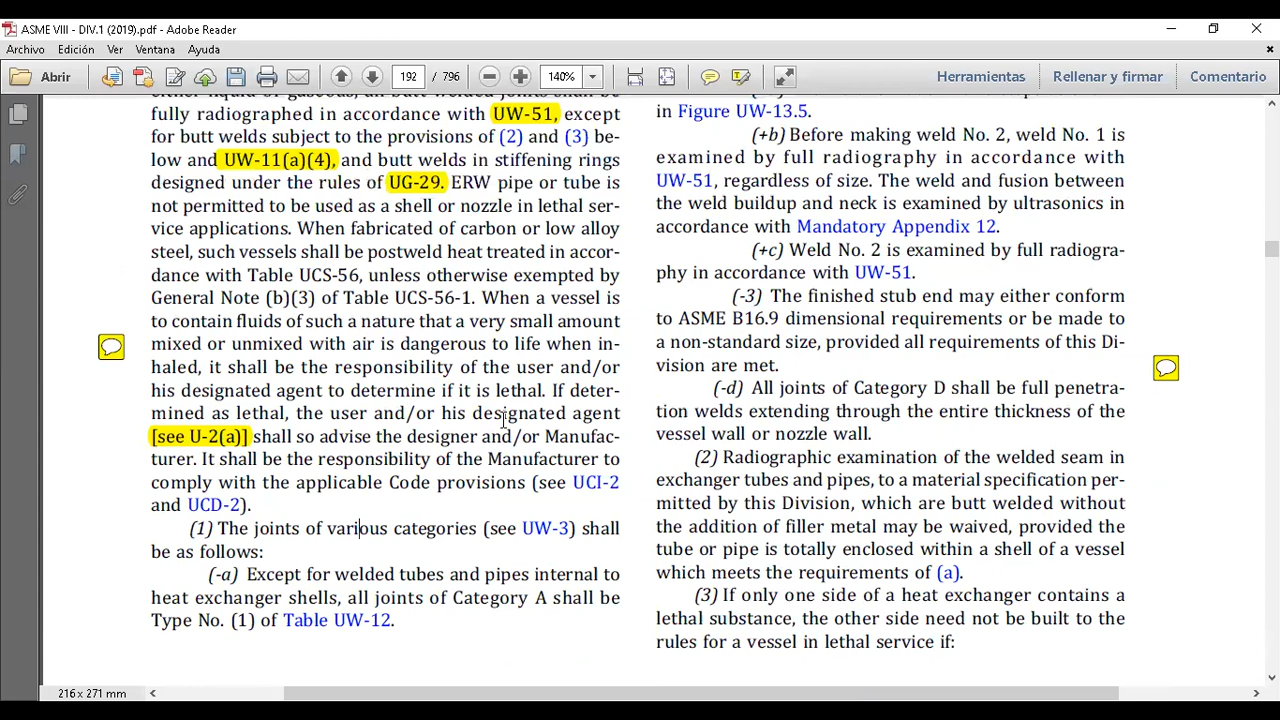 ASME VIII - DIV.1 (2019).pdf - Adobe Reader
Archivo Edición Ver Ventana Ayuda
Abrir 192 / 796 140% Herramientas Rellenar y firmar Comentario
fully radiographed in accordance with UW-51, except
for butt welds subject to the provisions of (2) and (3) be-
low and UW-11(a)(4), and butt welds in stiffening rings
designed under the rules of UG-29. ERW pipe or tube is
not permitted to be used as a shell or nozzle in lethal ser-
vice applications. When fabricated of carbon or low alloy
steel, such vessels shall be postweld heat treated in accor-
dance with Table UCS-56, unless otherwise exempted by
General Note (b)(3) of Table UCS-56-1. When a vessel is
to contain fluids of such a nature that a very small amount
mixed or unmixed with air is dangerous to life when in-
haled, it shall be the responsibility of the user and/or
his designated agent to determine if it is lethal. If deter-
mined as lethal, the user and/or his designated agent
[see U-2(a)] shall so advise the designer and/or Manufac-
turer. It shall be the responsibility of the Manufacturer to
comply with the applicable Code provisions (see UCI-2
and UCD-2).
(1) The joints of various categories (see UW-3) shall
be as follows:
(-a) Except for welded tubes and pipes internal to
heat exchanger shells, all joints of Category A shall be
Type No. (1) of Table UW-12.
in Figure UW-13.5.
(+b) Before making weld No. 2, weld No. 1 is
examined by full radiography in accordance with
UW-51, regardless of size. The weld and fusion between
the weld buildup and neck is examined by ultrasonics in
accordance with Mandatory Appendix 12.
(+c) Weld No. 2 is examined by full radiogra-
phy in accordance with UW-51.
(-3) The finished stub end may either conform
to ASME B16.9 dimensional requirements or be made to
a non-standard size, provided all requirements of this Di-
vision are met.
(-d) All joints of Category D shall be full penetra-
tion welds extending through the entire thickness of the
vessel wall or nozzle wall.
(2) Radiographic examination of the welded seam in
exchanger tubes and pipes, to a material specification per-
mitted by this Division, which are butt welded without
the addition of filler metal may be waived, provided the
tube or pipe is totally enclosed within a shell of a vessel
which meets the requirements of (a).
(3) If only one side of a heat exchanger contains a
lethal substance, the other side need not be built to the
rules for a vessel in lethal service if:
216 x 271 mm